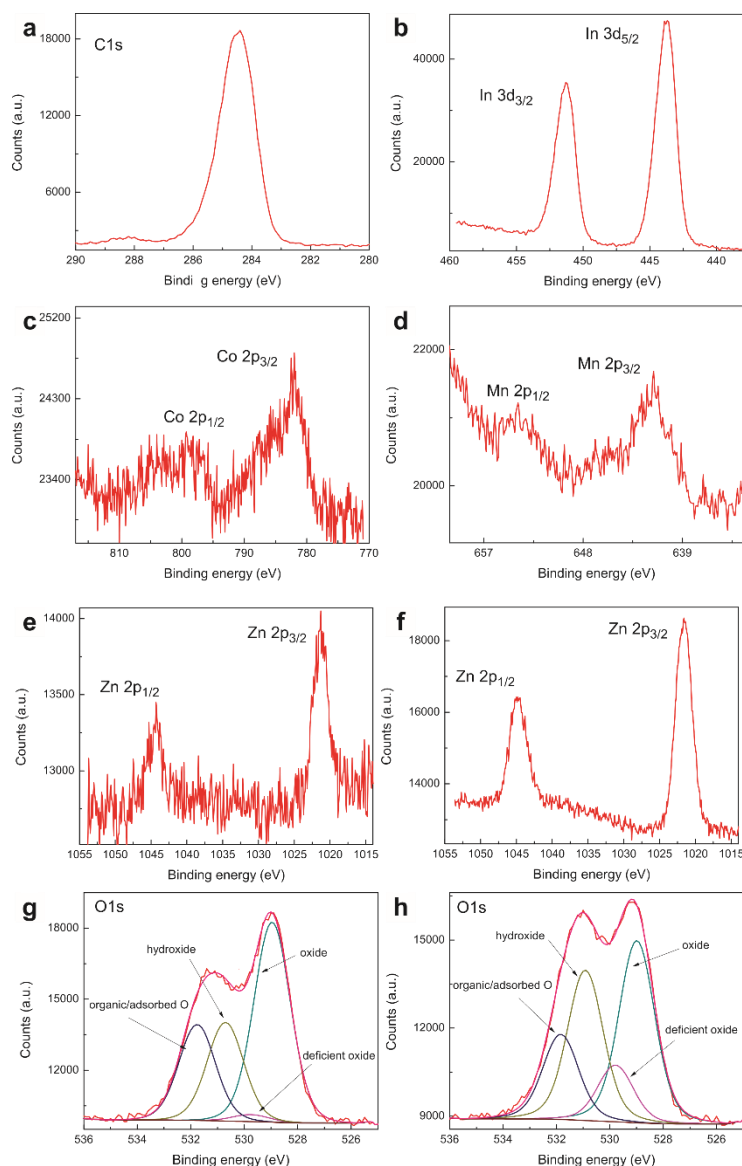 a
C1s
18000
12000
6000
Counts (a.u.)
290 288 286 284 282 280
Bindi g energy (eV)
b
In 3d5/2
In 3d3/2
40000
20000
0
Counts (a.u.)
460 455 450 445 440
Binding energy (eV)
c
25200
24300
23400
Counts (a.u.)
Co 2p3/2
Co 2p1/2
810 800 790 780 770
Binding energy (eV)
d
22000
20000
Counts (a.u.)
Mn 2p3/2
Mn 2p1/2
657 648 639
Binding energy (eV)
e
14000
13500
13000
Counts (a.u.)
Zn 2p3/2
Zn 2p1/2
1055 1050 1045 1040 1035 1030 1025 1020 1015
Binding energy (eV)
f
18000
16000
14000
12000
Counts (a.u.)
Zn 2p3/2
Zn 2p1/2
1055 1050 1045 1040 1035 1030 1025 1020 1015
Binding energy (eV)
g
O1s
18000
15000
12000
Counts (a.u.)
hydroxide
oxide
organic/adsorbed O
deficient oxide
536 534 532 530 528 526
Binding energy (eV)
h
O1s
15000
12000
9000
Counts (a.u.)
hydroxide
oxide
organic/adsorbed O
deficient oxide
536 534 532 530 528 526
Binding energy (eV)